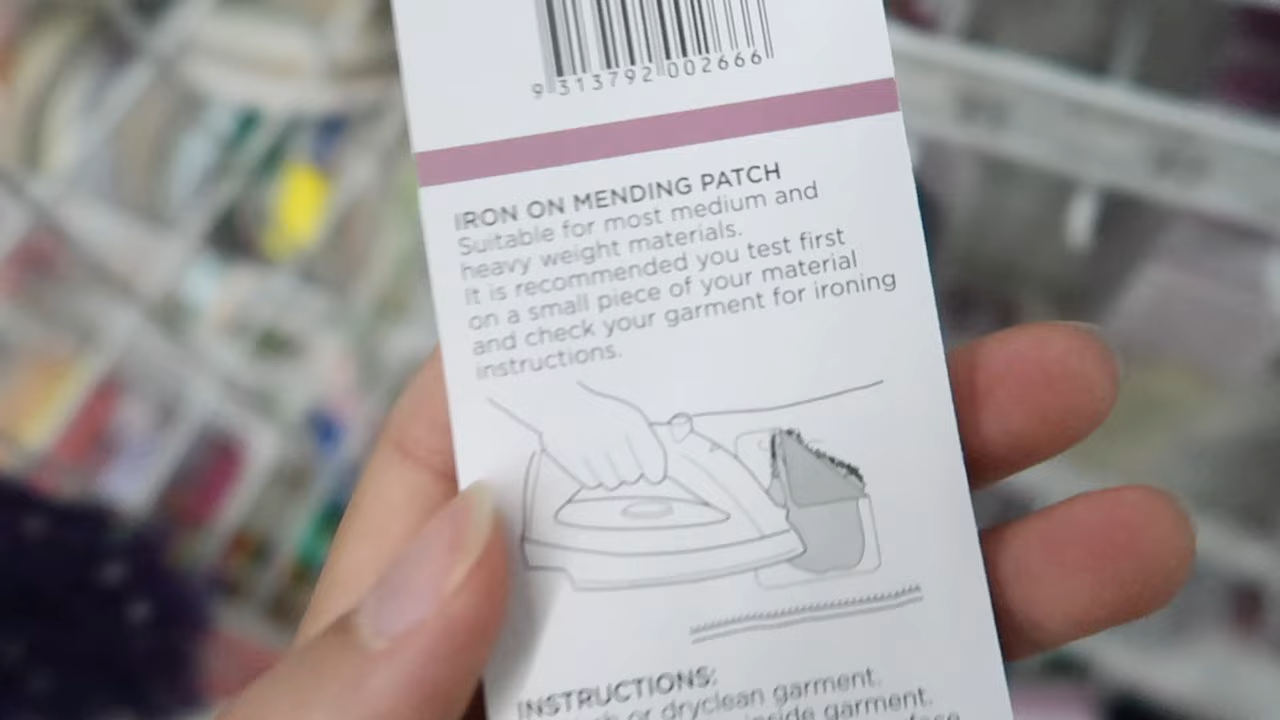 9 313792 002666
IRON ON MENDING PATCH
Suitable for most medium and
heavy weight materials.
It is recommended you test first
on a small piece of your material
and check your garment for ironing
instructions.
INSTRUCTIONS:
or dryclean garment.
inside garment.